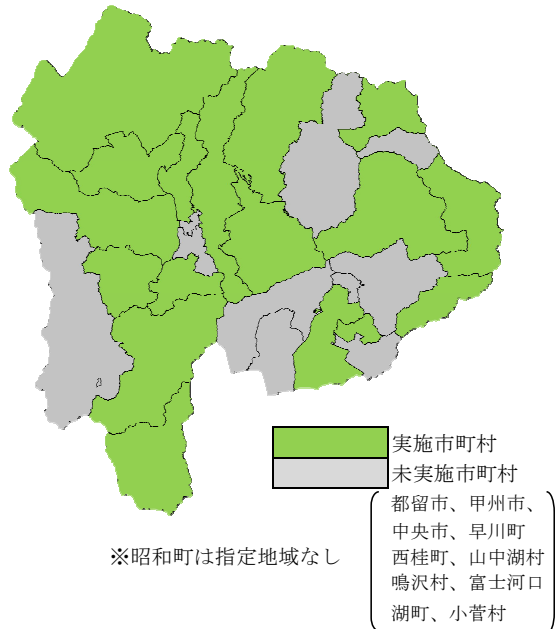 実施市町村
未実施市町村
都留市、甲州市、
中央市、早川町
西桂町、山中湖村
鳴沢村、富士河口
湖町、小菅村
※昭和町は指定地域なし